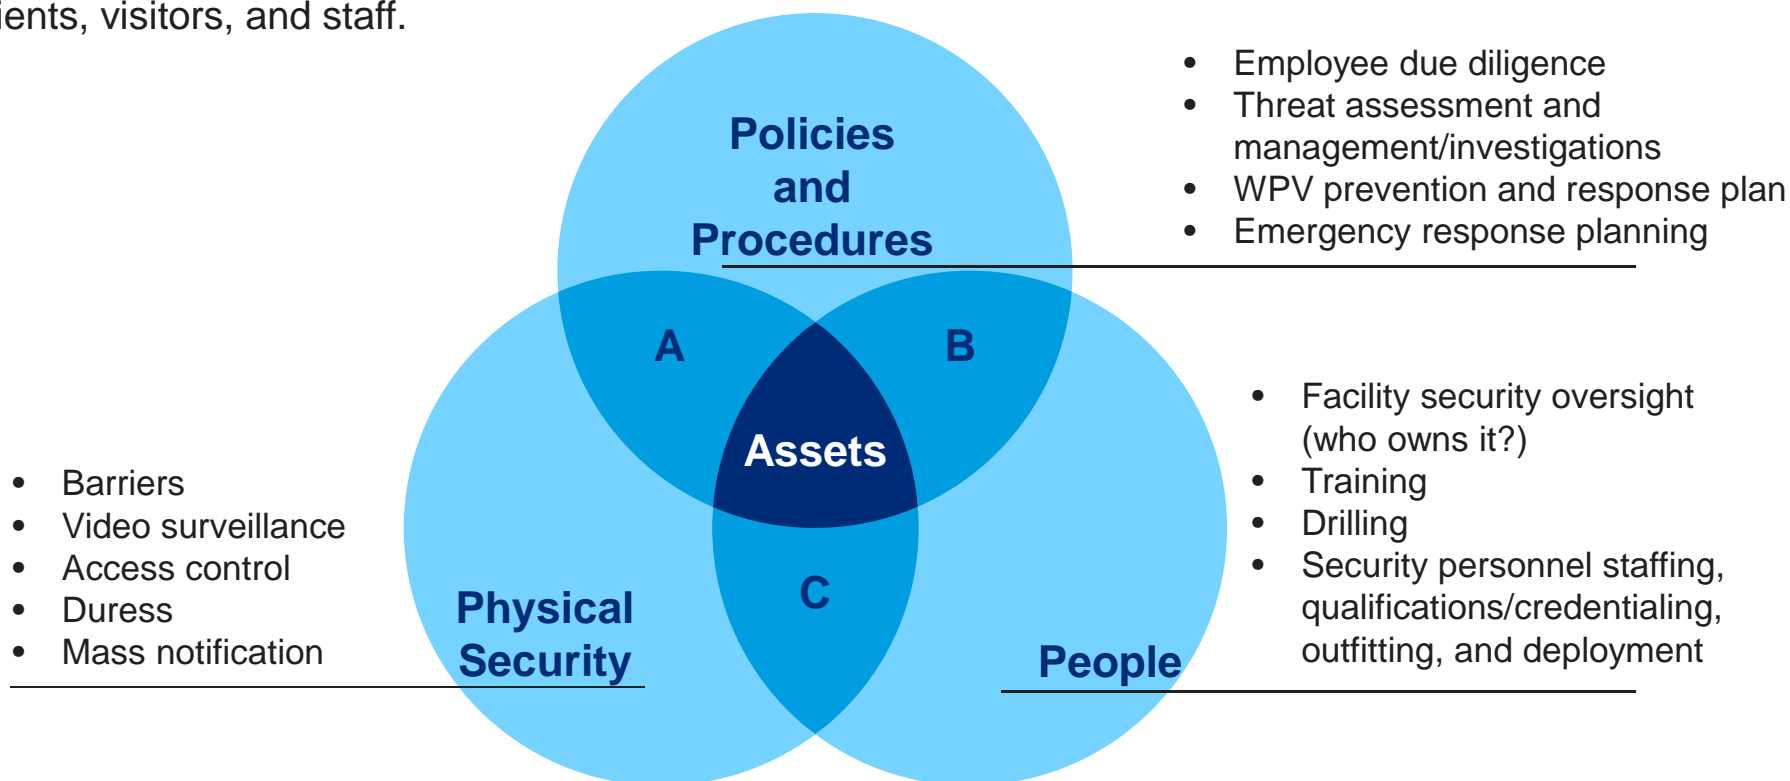 ients, visitors, and staff.
Policies
and
Procedures
• Employee due diligence
• Threat assessment and
management/investigations
• WPV prevention and response plan
• Emergency response planning
A
B
Assets
C
• Facility security oversight
(who owns it?)
• Training
• Drilling
• Security personnel staffing,
qualifications/credentialing,
outfitting, and deployment
People
• Barriers
• Video surveillance
• Access control
• Duress
• Mass notification
Physical
Security